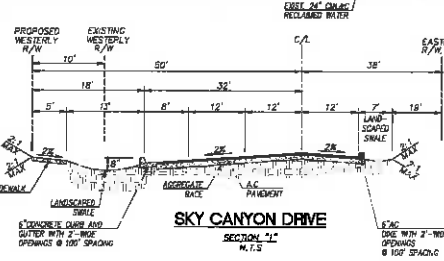 EXIST. 24" CML&C
RECLAIMED WATER
PROPOSED
WESTERLY
R/W
EXISTING
WESTERLY
R/W
C/L
EAST
R/W
10'
50'
38'
18'
32'
5'
13'
8'
12'
12'
12'
7'
19'
LAND-
SCAPED
SWALE
2:1
MAX
2%
6"
2%
2%
2:1
MAX
DEWALK
LANDSCAPED
SWALE
AGGREGATE
BASE
A.C.
PAVEMENT
6" CONCRETE CURB AND
GUTTER WITH 2'-WIDE
OPENINGS @ 100' SPACING
SKY CANYON DRIVE
SECTION "1"
N.T.S
6" AC
DIKE WITH 2'-WID
OPENINGS
@ 100' SPACING